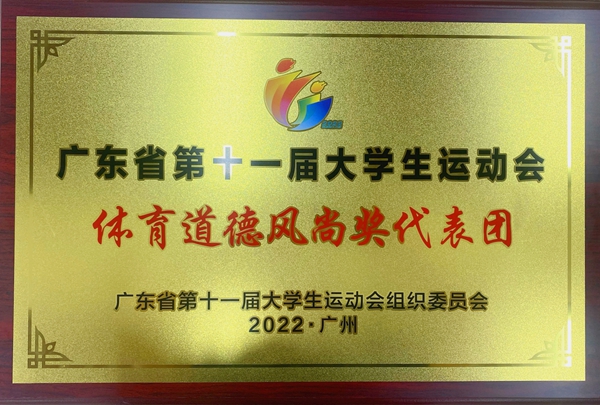 广东省第十一届大学生运动会
体育道德风尚奖代表团
广东省第十一届大学生运动会组织委员会
2022·广州